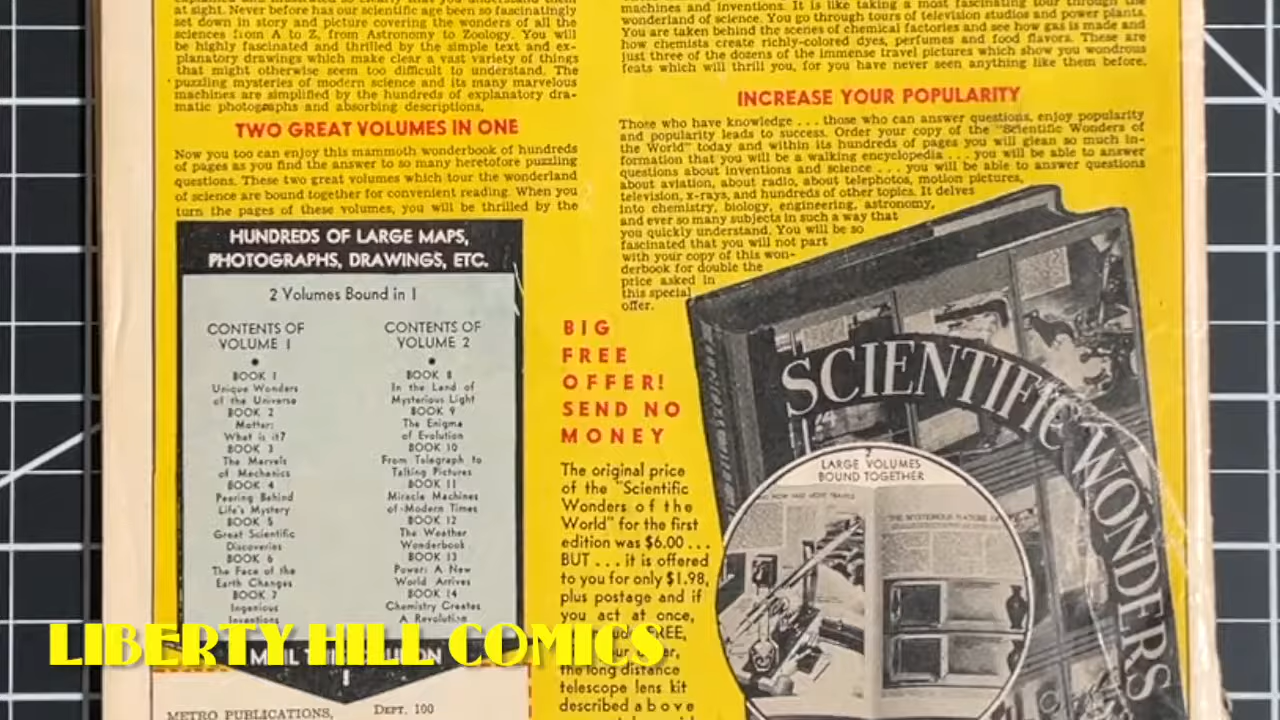 at sight. Never before has our scientific age been so fascinatingly
set down in story and picture covering the wonders of all the
sciences from A to Z, from Astronomy to Zoology. You will
be highly fascinated and thrilled by the simple text and ex-
planatory drawings which make clear a vast variety of things
that might otherwise seem too difficult to understand. The
puzzling mysteries of modern science and its many marvelous
machines are simplified by the hundreds of explanatory dra-
matic photographs and absorbing descriptions.
TWO GREAT VOLUMES IN ONE
Now you too can enjoy this mammoth wonderbook of hundreds
of pages as you find the answer to so many heretofore puzzling
questions. These two great volumes which tour the wonderland
of science are bound together for convenient reading. When you
turn the pages of these volumes, you will be thrilled by the
HUNDREDS OF LARGE MAPS,
PHOTOGRAPHS, DRAWINGS, ETC.
2 Volumes Bound in 1
CONTENTS OF
VOLUME 1
BOOK 1
Unique Wonders
of the Universe
BOOK 2
Matter:
What is it?
BOOK 3
The Marvels
of Mechanics
BOOK 4
Peering Behind
Life's Mystery
BOOK 5
Great Scientific
Discoveries
BOOK 6
The Face of the
Earth Changes
BOOK 7
Ingenious
Inventions
CONTENTS OF
VOLUME 2
BOOK 8
In the Land of
Mysterious Light
BOOK 9
The Enigma
of Evolution
BOOK 10
From Telegraph to
Talking Pictures
BOOK 11
Miracle Machines
of Modern Times
BOOK 12
The Weather
Wonderbook
BOOK 13
Power: A New
World Arrives
BOOK 14
Chemistry Creates
A Revolution
METRO PUBLICATIONS, DEPT. 100
machines and inventions. It is like taking a most fascinating tour through the
wonderland of science. You go through tours of television studios and power plants.
You are taken behind the scenes of chemical factories and see how gas is made and
how chemists create richly-colored dyes, perfumes and food flavors. These are
just three of the dozens of the immense travel pictures which show you wondrous
feats which will thrill you, for you have never seen anything like them before.
INCREASE YOUR POPULARITY
Those who have knowledge . . . those who can answer questions, enjoy popularity
and popularity leads to success. Order your copy of the "Scientific Wonders of
the World" today and within its hundreds of pages you will glean so much in-
formation that you will be a walking encyclopedia . . . you will be able to answer
questions about inventions and science . . . you will be able to answer questions
about aviation, about radio, about telephotos, motion pictures,
television, x-rays, and hundreds of other topics. It delves
into chemistry, biology, engineering, astronomy,
and ever so many subjects in such a way that
you quickly understand. You will be so
fascinated that you will not part
with your copy of this won-
derbook for double the
price asked in
this special
offer.
BIG
FREE
OFFER!
SEND NO
MONEY
The original price
of the "Scientific
Wonders of the
World" for the first
edition was $6.00 . . .
BUT . . . it is offered
to you for only $1.98,
plus postage and if
you act at once,
FREE,
the long distance
telescope lens kit
described above
SCIENTIFIC WONDERS
LARGE VOLUMES
BOUND TOGETHER
LIBERTY HILL COMICS